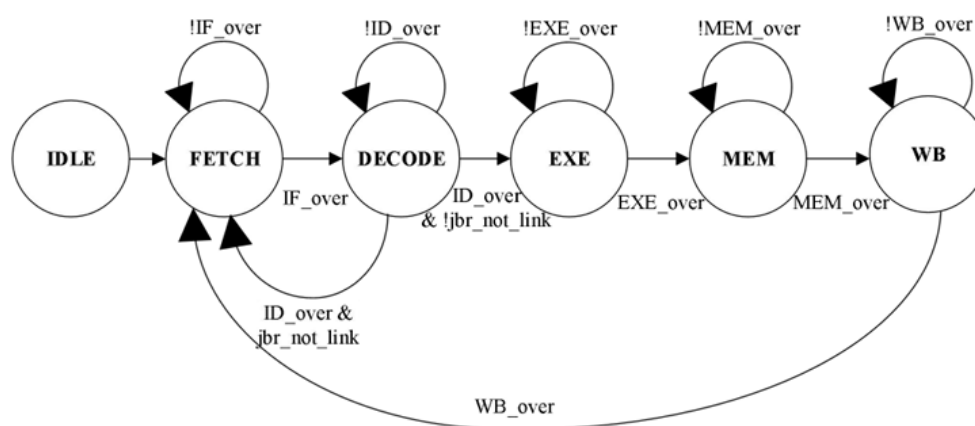 !IF_over
!ID_over
!EXE_over
!MEM_over
!WB_over
IDLE
FETCH
DECODE
EXE
MEM
WB
IF_over
ID_over
& !jbr_not_link
EXE_over
MEM_over
ID_over &
jbr_not_link
WB_over